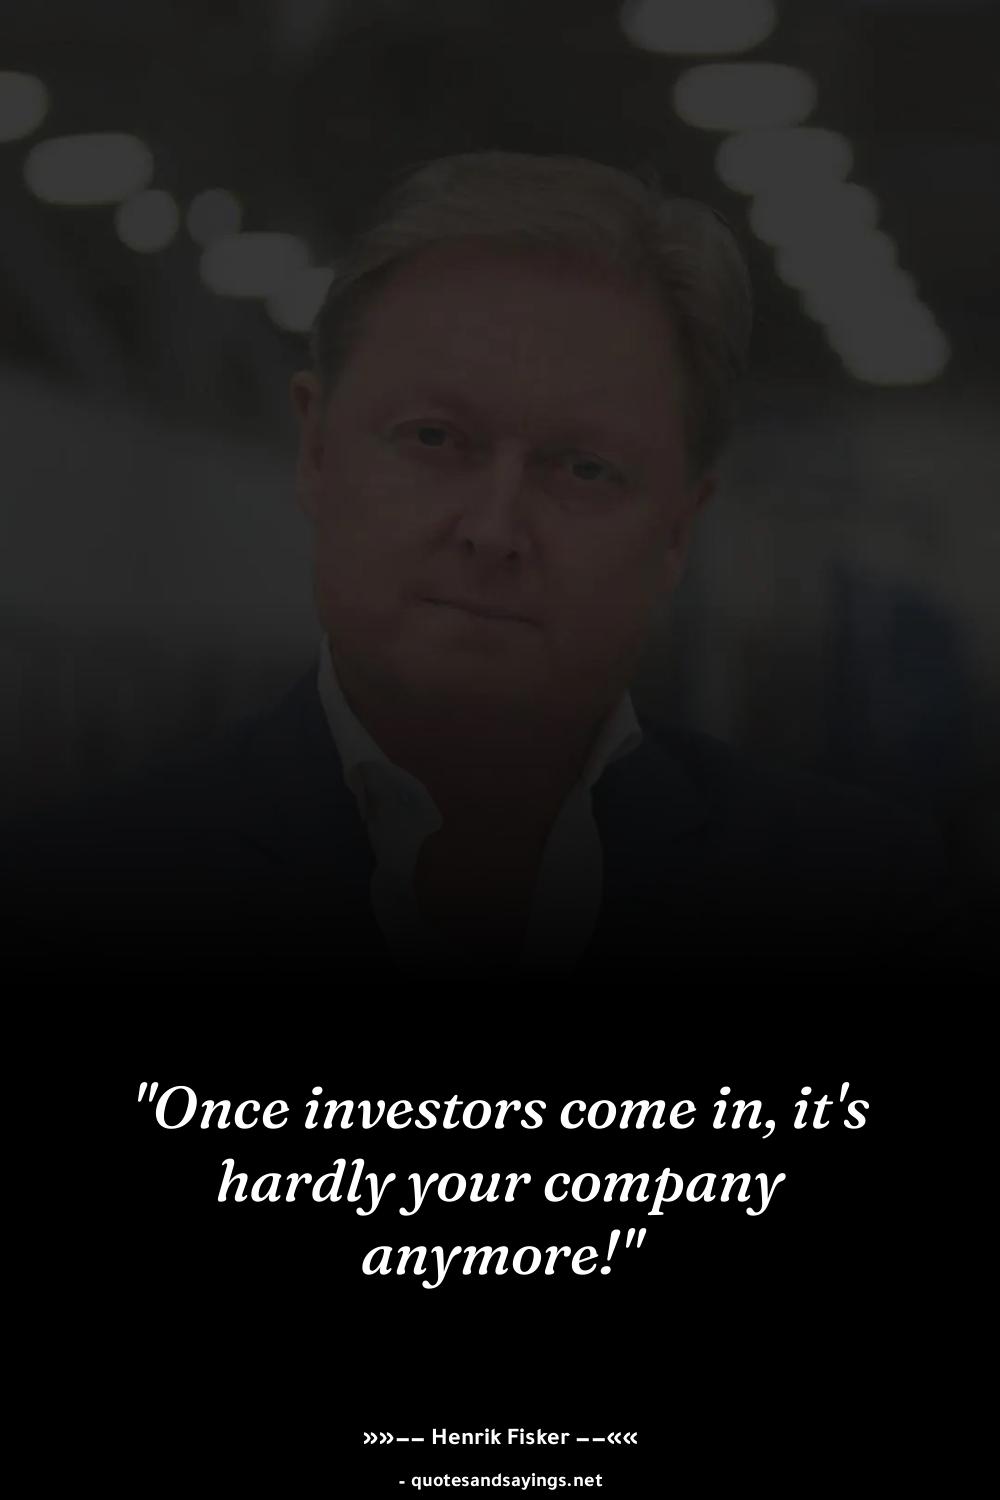 "Once investors come in, it's
hardly your company
anymore!"
»»−− Henrik Fisker −−««
- quotesandsayings.net